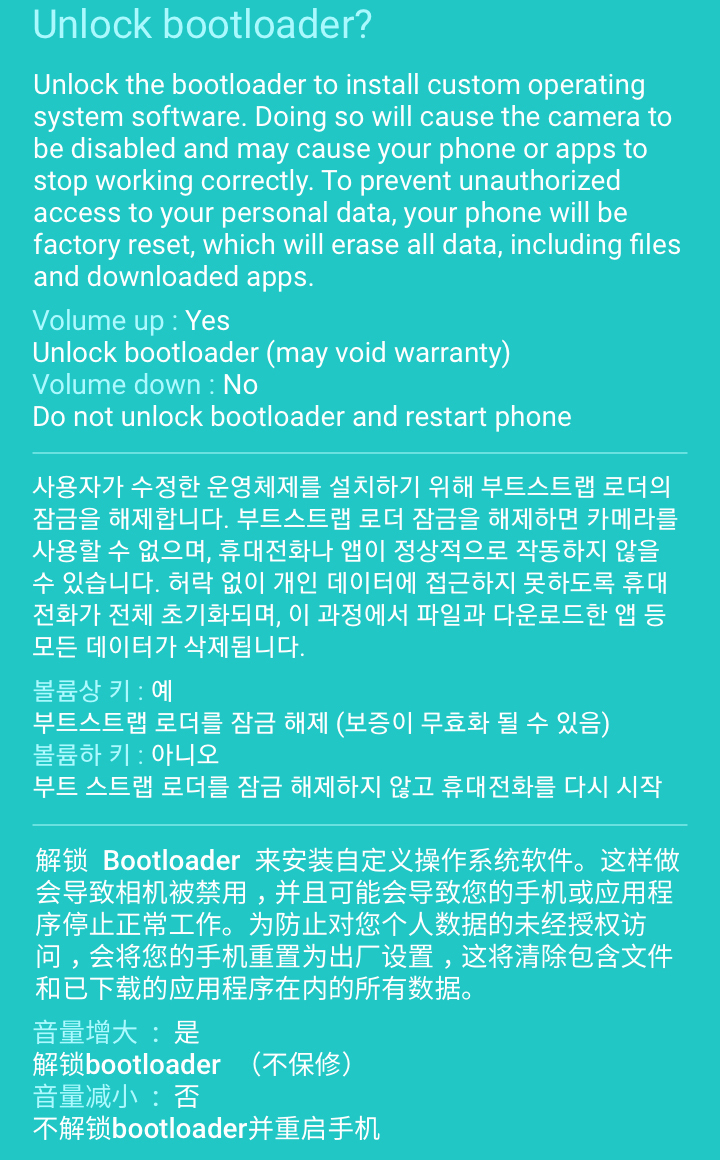 Unlock bootloader?
Unlock the bootloader to install custom operating
system software. Doing so will cause the camera to
be disabled and may cause your phone or apps to
stop working correctly. To prevent unauthorized
access to your personal data, your phone will be
factory reset, which will erase all data, including files
and downloaded apps.
Volume up : Yes
Unlock bootloader (may void warranty)
Volume down : No
Do not unlock bootloader and restart phone
사용자가 수정한 운영체제를 설치하기 위해 부트스트랩 로더의
잠금을 해제합니다. 부트스트랩 로더 잠금을 해제하면 카메라를
사용할 수 없으며, 휴대전화나 앱이 정상적으로 작동하지 않을
수 있습니다. 허락 없이 개인 데이터에 접근하지 못하도록 휴대
전화가 전체 초기화되며, 이 과정에서 파일과 다운로드한 앱 등
모든 데이터가 삭제됩니다.
볼륨상 키 : 예
부트스트랩 로더를 잠금 해제 (보증이 무효화 될 수 있음)
볼륨하 키 : 아니오
부트 스트랩 로더를 잠금 해제하지 않고 휴대전화를 다시 시작
解锁 Bootloader 来安装自定义操作系统软件。这样做
会导致相机被禁用，并且可能会导致您的手机或应用程
序停止正常工作。为防止对您个人数据的未经授权访
问，会将您的手机重置为出厂设置，这将清除包含文件
和已下载的应用程序在内的所有数据。
音量增大 ： 是
解锁bootloader （不保修）
音量减小 ： 否
不解锁bootloader并重启手机